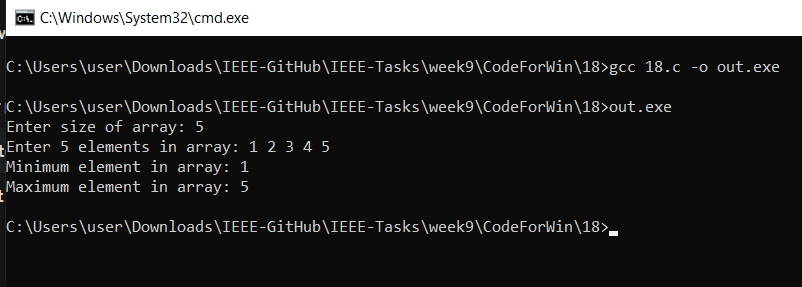 C:\Windows\System32\cmd.exe
C:\Users\user\Downloads\IEEE-GitHub\IEEE-Tasks\week9\CodeForWin\18>gcc 18.c -o out.exe
C:\Users\user\Downloads\IEEE-GitHub\IEEE-Tasks\week9\CodeForWin\18>out.exe
Enter size of array: 5
Enter 5 elements in array: 1 2 3 4 5
Minimum element in array: 1
Maximum element in array: 5
C:\Users\user\Downloads\IEEE-GitHub\IEEE-Tasks\week9\CodeForWin\18>